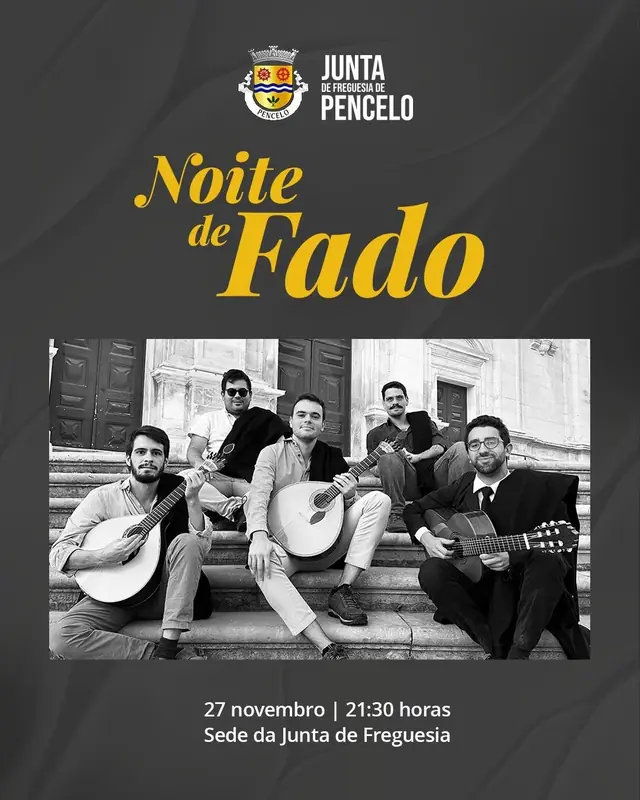 PENCELO
JUNTA
DE FREGUESIA DE
PENCELO
Noite
de Fado
27 novembro | 21:30 horas
Sede da Junta de Freguesia